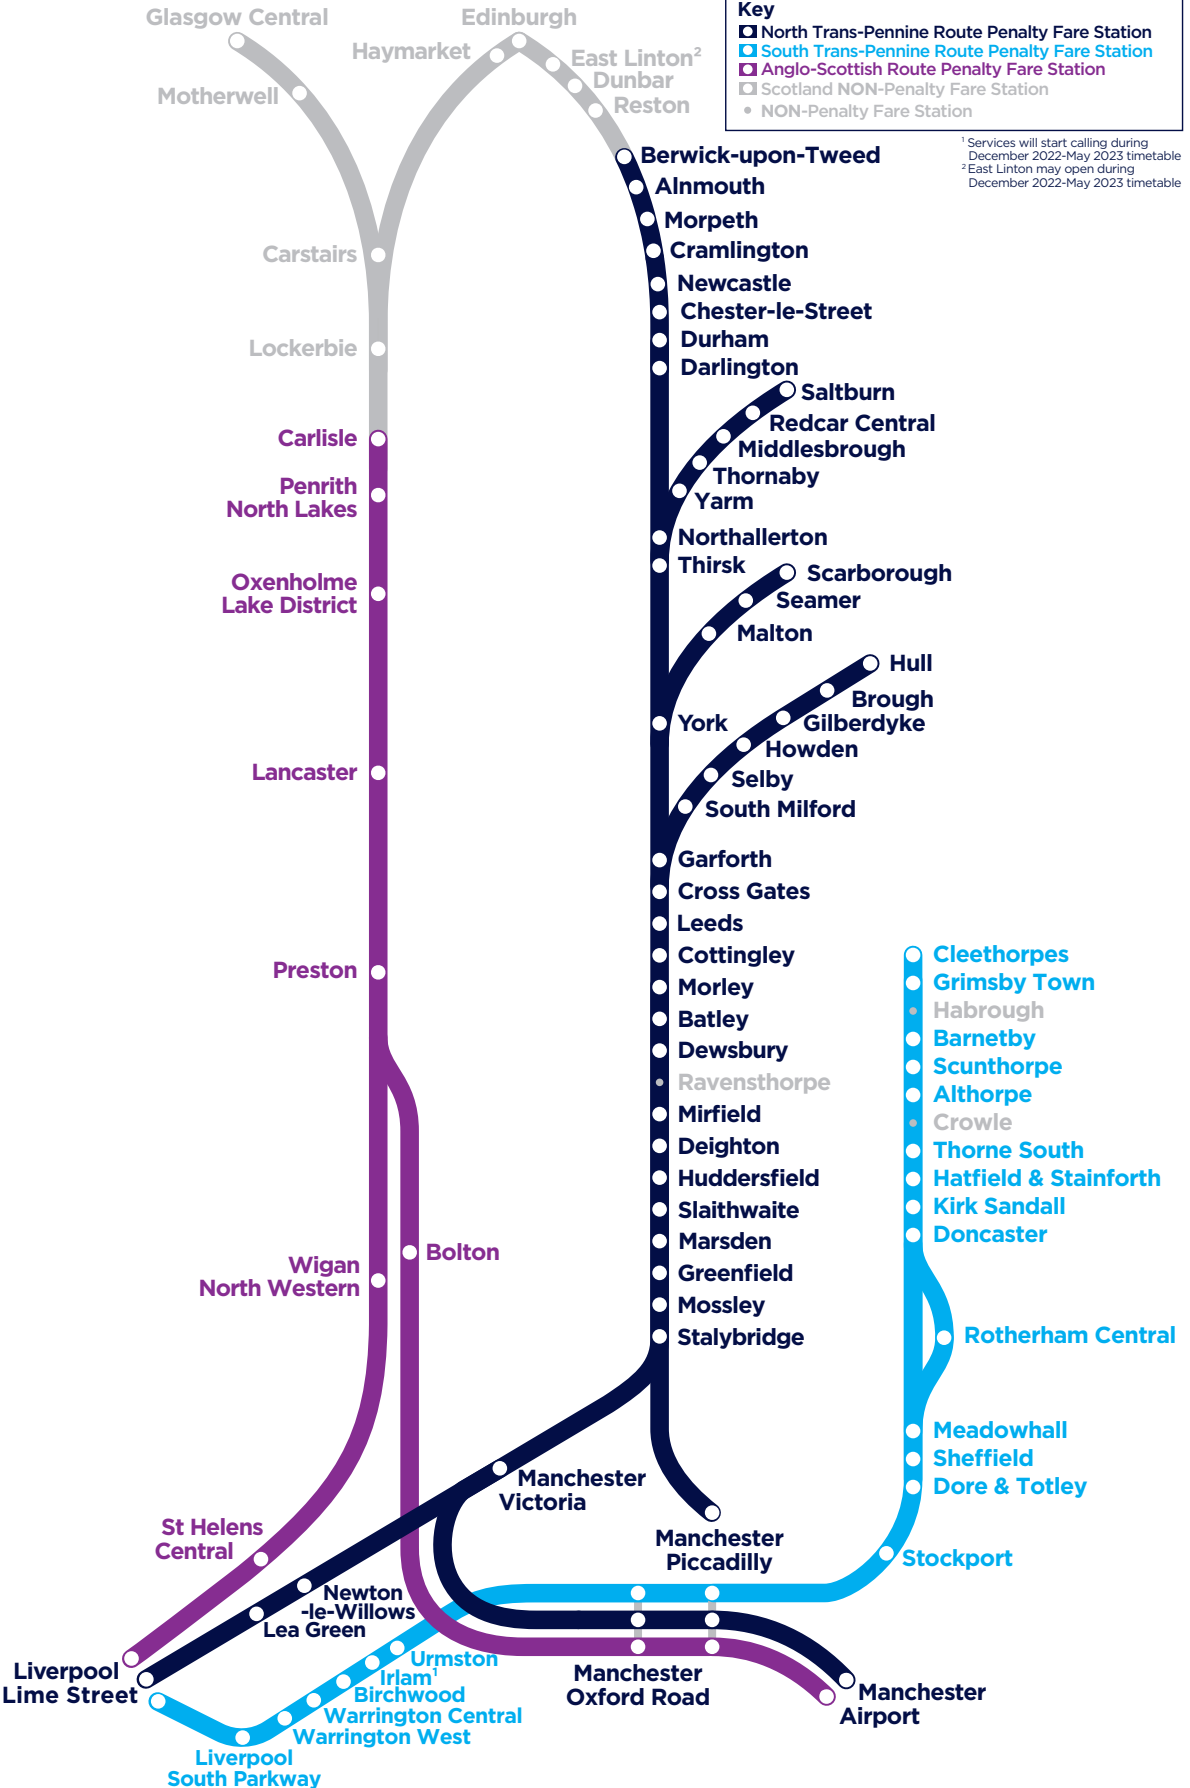 Glasgow Central
Edinburgh
Haymarket
East Linton²
Dunbar
Reston
Motherwell
Key
North Trans-Pennine Route Penalty Fare Station
South Trans-Pennine Route Penalty Fare Station
Anglo-Scottish Route Penalty Fare Station
Scotland NON-Penalty Fare Station
NON-Penalty Fare Station
¹ Services will start calling during
December 2022-May 2023 timetable
² East Linton may open during
December 2022-May 2023 timetable
Carstairs
Lockerbie
Carlisle
Penrith
North Lakes
Oxenholme
Lake District
Lancaster
Preston
Wigan
North Western
Bolton
St Helens
Central
Berwick-upon-Tweed
Alnmouth
Morpeth
Cramlington
Newcastle
Chester-le-Street
Durham
Darlington
Saltburn
Redcar Central
Middlesbrough
Thornaby
Yarm
Northallerton
Thirsk
Scarborough
Seamer
Malton
York
Hull
Brough
Gilberdyke
Howden
Selby
South Milford
Garforth
Cross Gates
Leeds
Cottingley
Morley
Batley
Dewsbury
Ravensthorpe
Mirfield
Deighton
Huddersfield
Slaithwaite
Marsden
Greenfield
Mossley
Stalybridge
Manchester
Victoria
Manchester
Piccadilly
Newton
-le-Willows
Lea Green
Liverpool
Lime Street
Cleethorpes
Grimsby Town
Habrough
Barnetby
Scunthorpe
Althorpe
Crowle
Thorne South
Hatfield & Stainforth
Kirk Sandall
Doncaster
Rotherham Central
Meadowhall
Sheffield
Dore & Totley
Stockport
Manchester
Oxford Road
Manchester
Airport
Urmston
Irlam¹
Birchwood
Warrington Central
Warrington West
Liverpool
South Parkway